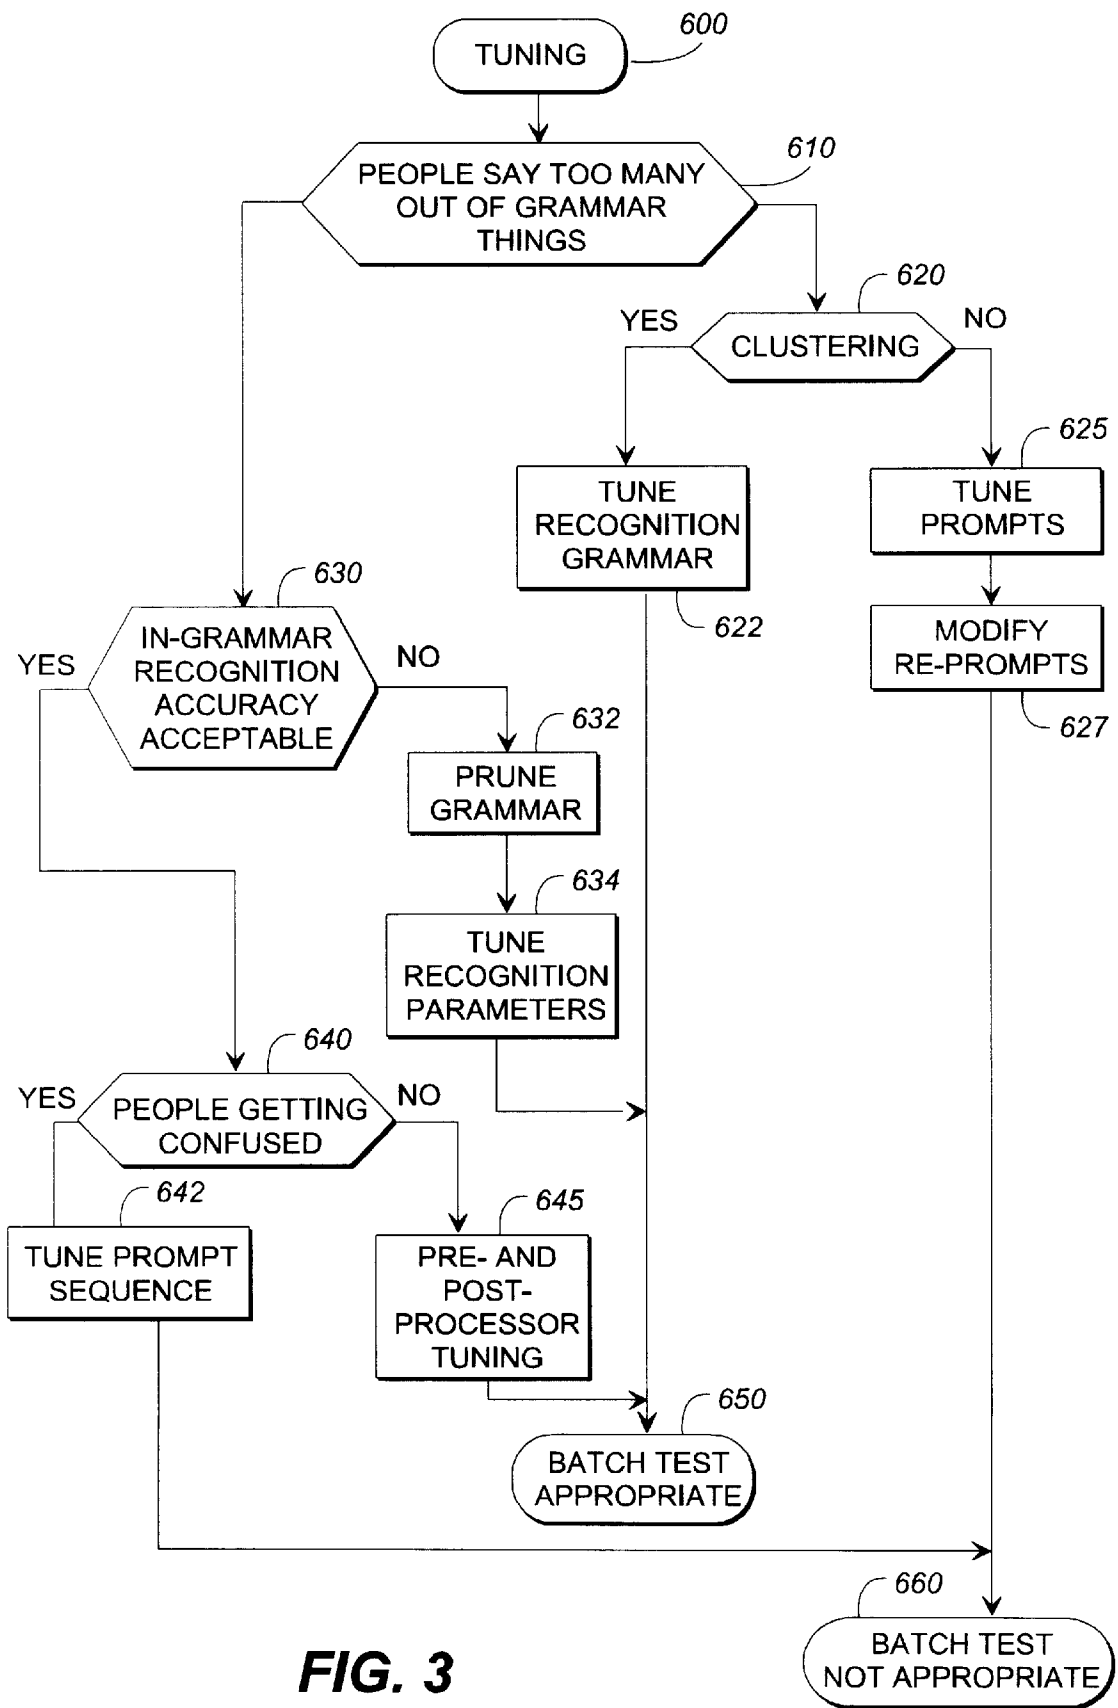 TUNING
600
PEOPLE SAY TOO MANY
OUT OF GRAMMAR
THINGS
610
620
YES
CLUSTERING
NO
625
TUNE
RECOGNITION
GRAMMAR
622
TUNE
PROMPTS
MODIFY
RE-PROMPTS
627
630
YES
IN-GRAMMAR
RECOGNITION
ACCURACY
ACCEPTABLE
NO
632
PRUNE
GRAMMAR
634
TUNE
RECOGNITION
PARAMETERS
640
YES
PEOPLE GETTING
CONFUSED
NO
642
TUNE PROMPT
SEQUENCE
645
PRE- AND
POST-
PROCESSOR
TUNING
650
BATCH TEST
APPROPRIATE
660
BATCH TEST
NOT APPROPRIATE
FIG. 3